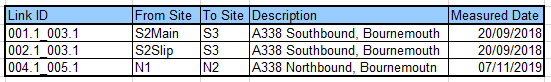 Link ID From Site To Site Description Measured Date
001.1_003.1 S2Main S3 A338 Southbound, Bournemouth 20/09/2018
002.1_003.1 S2Slip S3 A338 Southbound, Bournemouth 20/09/2018
004.1_005.1 N1 N2 A338 Northbound, Bournemoutn 07/11/2019